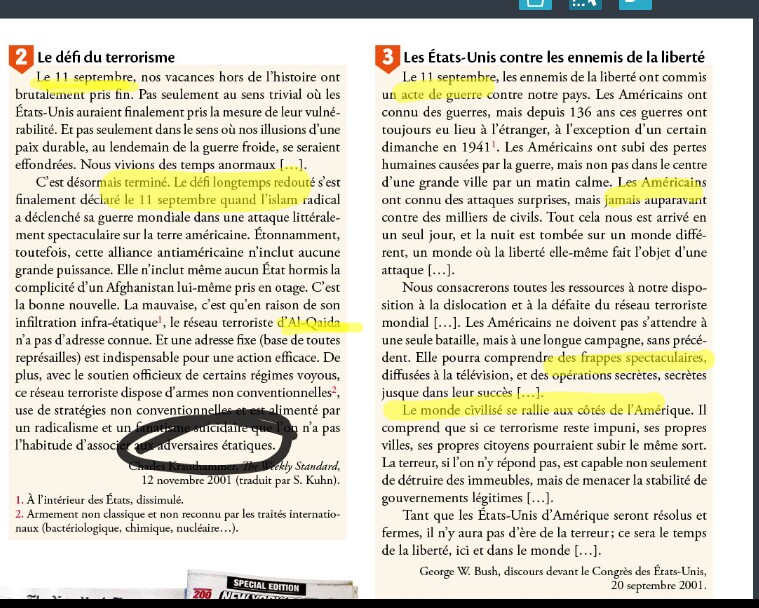 2 Le défi du terrorisme
Le 11 septembre, nos vacances hors de l'histoire ont
brutalement pris fin. Pas seulement au sens trivial où les
États-Unis auraient finalement pris la mesure de leur vulné-
rabilité. Et pas seulement dans le sens où nos illusions d'une
paix durable, au lendemain de la guerre froide, se seraient
effondrées. Nous vivions des temps anormaux […].
C'est désormais terminé. Le défi longtemps redouté s'est
finalement déclaré le 11 septembre quand l'islam radical
a déclenché sa guerre mondiale dans une attaque littérale-
ment spectaculaire sur la terre américaine. Étonnamment,
toutefois, cette alliance antiaméricaine n'inclut aucune
grande puissance. Elle n'inclut même aucun État hormis la
complicité d'un Afghanistan lui-même pris en otage. C'est
la bonne nouvelle. La mauvaise, c'est qu'en raison de son
infiltration infra-étatique¹, le réseau terroriste d'Al-Qaida
n'a pas d'adresse connue. Et une adresse fixe (base de toutes
représailles) est indispensable pour une action efficace. De
plus, avec le soutien officieux de certains régimes voyous,
ce réseau terroriste dispose d'armes non conventionnelles²,
use de stratégies non conventionnelles et est alimenté par
un radicalisme et un fanatisme suicidaire que l'on n'a pas
l'habitude d'associer aux adversaires étatiques.
Charles Krauthammer, The Weekly Standard,
12 novembre 2001 (traduit par S. Kuhn).
1. À l'intérieur des États, dissimulé.
2. Armement non classique et non reconnu par les traités internatio-
naux (bactériologique, chimique, nucléaire…).
SPECIAL EDITION
200
3 Les États-Unis contre les ennemis de la liberté
Le 11 septembre, les ennemis de la liberté ont commis
un acte de guerre contre notre pays. Les Américains ont
connu des guerres, mais depuis 136 ans ces guerres ont
toujours eu lieu à l'étranger, à l'exception d'un certain
dimanche en 1941¹. Les Américains ont subi des pertes
humaines causées par la guerre, mais non pas dans le centre
d'une grande ville par un matin calme. Les Américains
ont connu des attaques surprises, mais jamais auparavant
contre des milliers de civils. Tout cela nous est arrivé en
un seul jour, et la nuit est tombée sur un monde diffé-
rent, un monde où la liberté elle-même fait l'objet d'une
attaque […].
Nous consacrerons toutes les ressources à notre dispo-
sition à la dislocation et à la défaite du réseau terroriste
mondial […]. Les Américains ne doivent pas s'attendre à
une seule bataille, mais à une longue campagne, sans précé-
dent. Elle pourra comprendre des frappes spectaculaires,
diffusées à la télévision, et des opérations secrètes, secrètes
jusque dans leur succès […].
Le monde civilisé se rallie aux côtés de l'Amérique. Il
comprend que si ce terrorisme reste impuni, ses propres
villes, ses propres citoyens pourraient subir le même sort.
La terreur, si l'on n'y répond pas, est capable non seulement
de détruire des immeubles, mais de menacer la stabilité de
gouvernements légitimes […].
Tant que les États-Unis d'Amérique seront résolus et
fermes, il n'y aura pas d'ère de la terreur ; ce sera le temps
de la liberté, ici et dans le monde […].
George W. Bush, discours devant le Congrès des États-Unis,
20 septembre 2001.